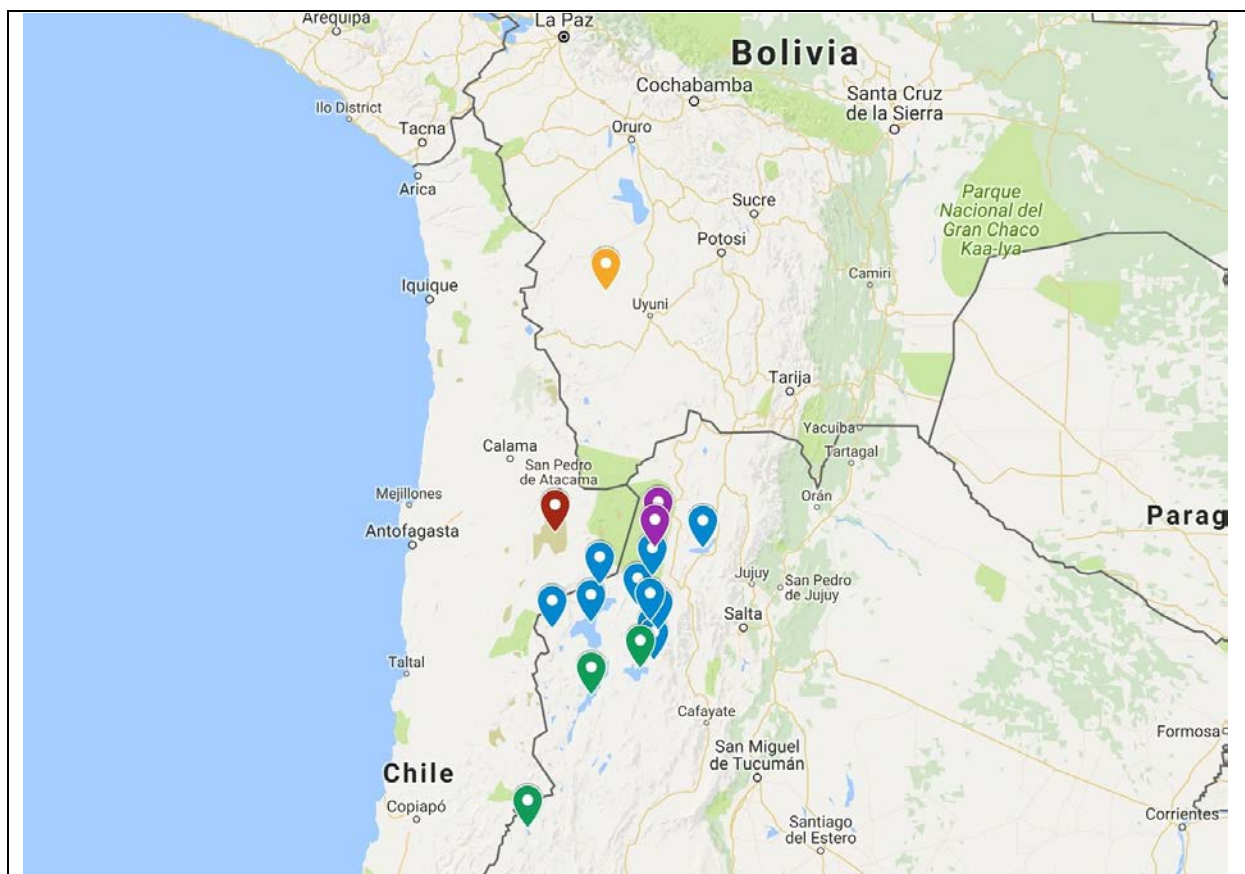 Arequipa
La Paz
Bolivia
Cochabamba
Santa Cruz
de la Sierra
Ilo District
Tacna
Oruro
Arica
Sucre
Parque
Nacional del
Gran Chaco
Kaa-Iya
Potosi
Camiri
Iquique
Uyuni
Tarija
Yacuiba
Tartagal
Calama
San Pedro
de Atacama
Orán
Mejillones
Antofagasta
Parag
Jujuy
San Pedro
de Jujuy
Salta
Taltal
Cafayate
Formosa
San Miguel
de Tucumán
Chile
Copiapó
Corrientes
Santiago
del Estero